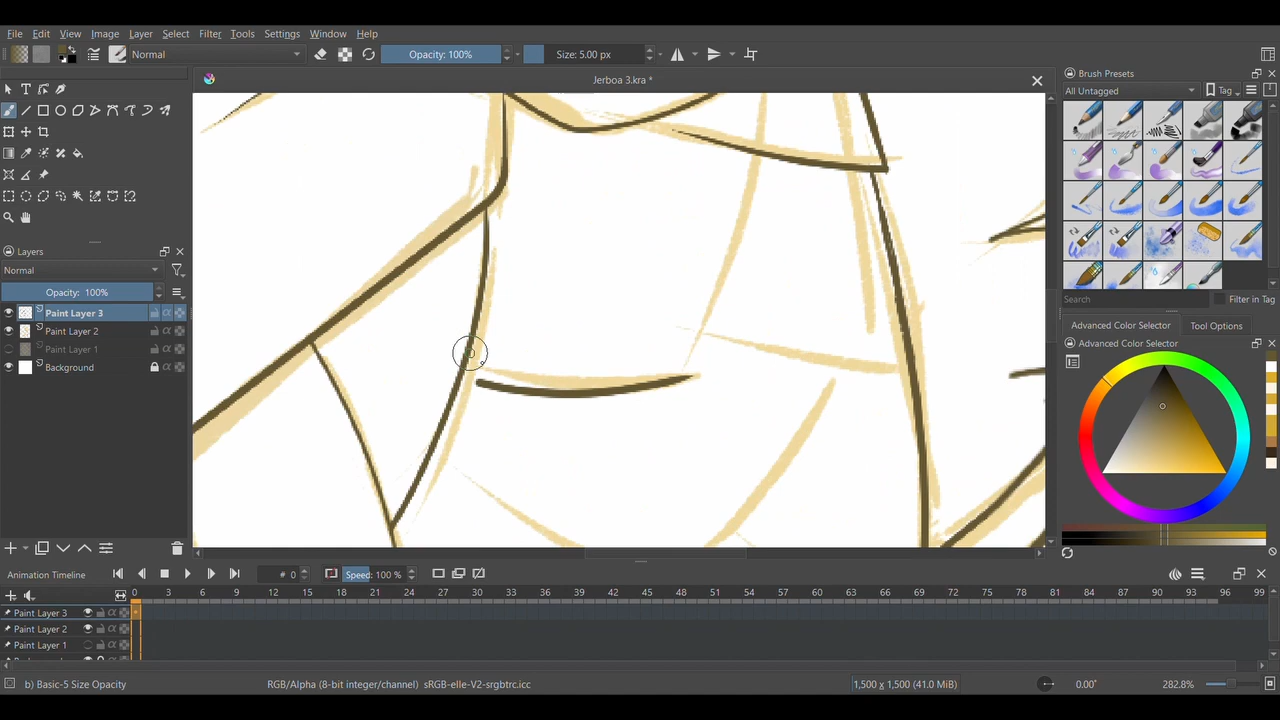 File Edit View Image Layer Select Filter Tools Settings Window Help
Normal Opacity: 100% Size: 5.00 px
Jerboa 3.kra *
Brush Presets
All Untagged Tag
Search Filter in Tag
Layers
Normal
Opacity: 100%
Paint Layer 3
Paint Layer 2
Paint Layer 1
Background
Advanced Color Selector Tool Options
Advanced Color Selector
Animation Timeline # 0 Speed: 100 %
0 3 6 9 12 15 18 21 24 27 30 33 36 39 42 45 48 51 54 57 60 63 66 69 72 75 78 81 84 87 90 93 96 99
Paint Layer 3
Paint Layer 2
Paint Layer 1
b) Basic-5 Size Opacity RGB/Alpha (8-bit integer/channel) sRGB-elle-V2-srgbtrc.icc 1,500 x 1,500 (41.0 MiB) 0.00° 282.8%